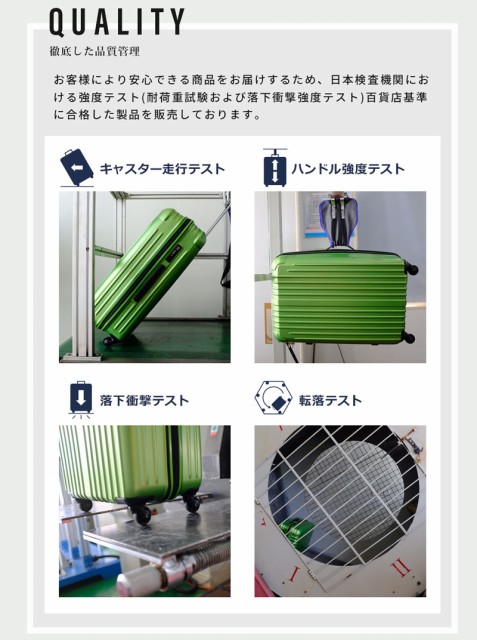 QUALITY
徹底した品質管理
お客様により安心できる商品をお届けするため、日本検査機関にお
ける強度テスト(耐荷重試験および落下衝撃強度テスト)百貨店基準
に合格した製品を販売しております。
キャスター走行テスト
ハンドル強度テスト
落下衝撃テスト
転落テスト
I
II